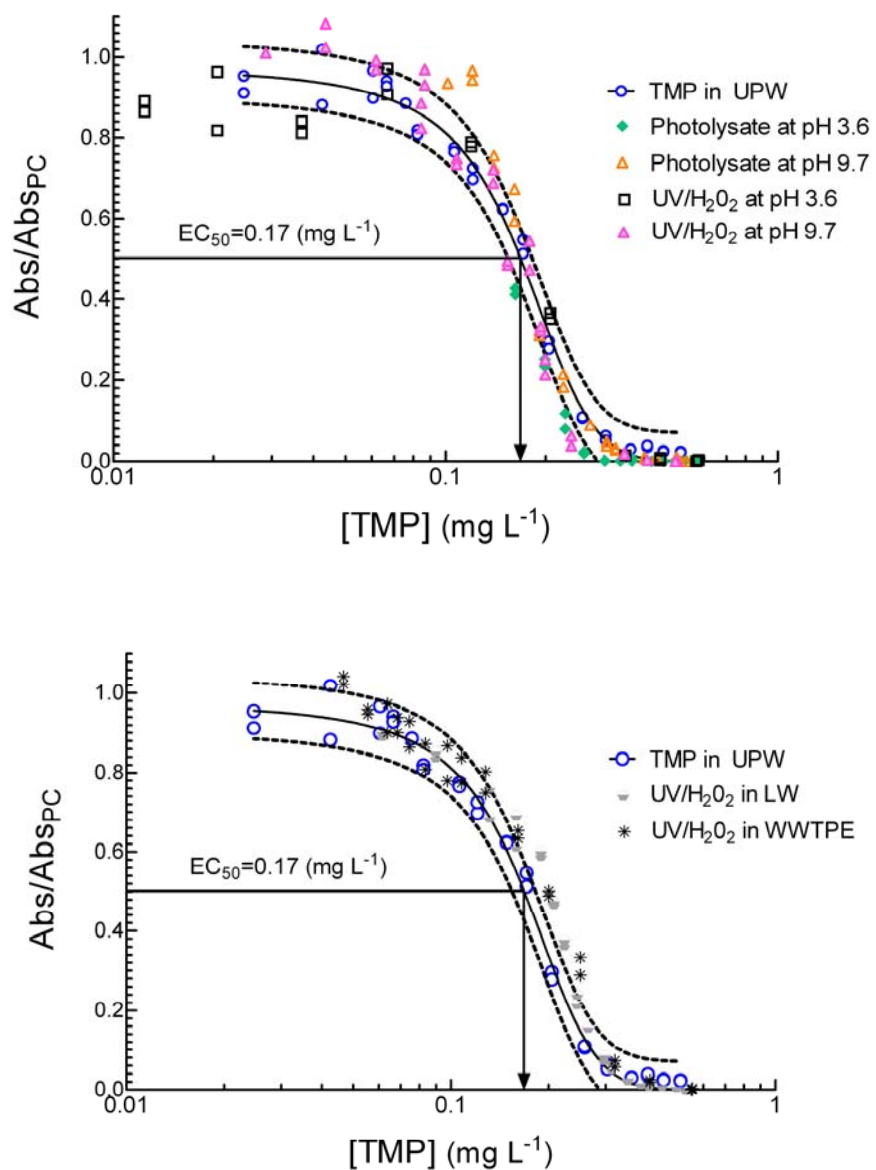 1.0
0.8
0.6
0.4
0.2
0.0
Abs/AbsPC
EC50=0.17 (mg L-1)
TMP in UPW
Photolysate at pH 3.6
Photolysate at pH 9.7
UV/H2O2 at pH 3.6
UV/H2O2 at pH 9.7
0.01
0.1
1
[TMP] (mg L-1)
1.0
0.8
0.6
0.4
0.2
0.0
Abs/AbsPC
EC50=0.17 (mg L-1)
TMP in UPW
UV/H2O2 in LW
UV/H2O2 in WWTPE
0.01
0.1
1
[TMP] (mg L-1)